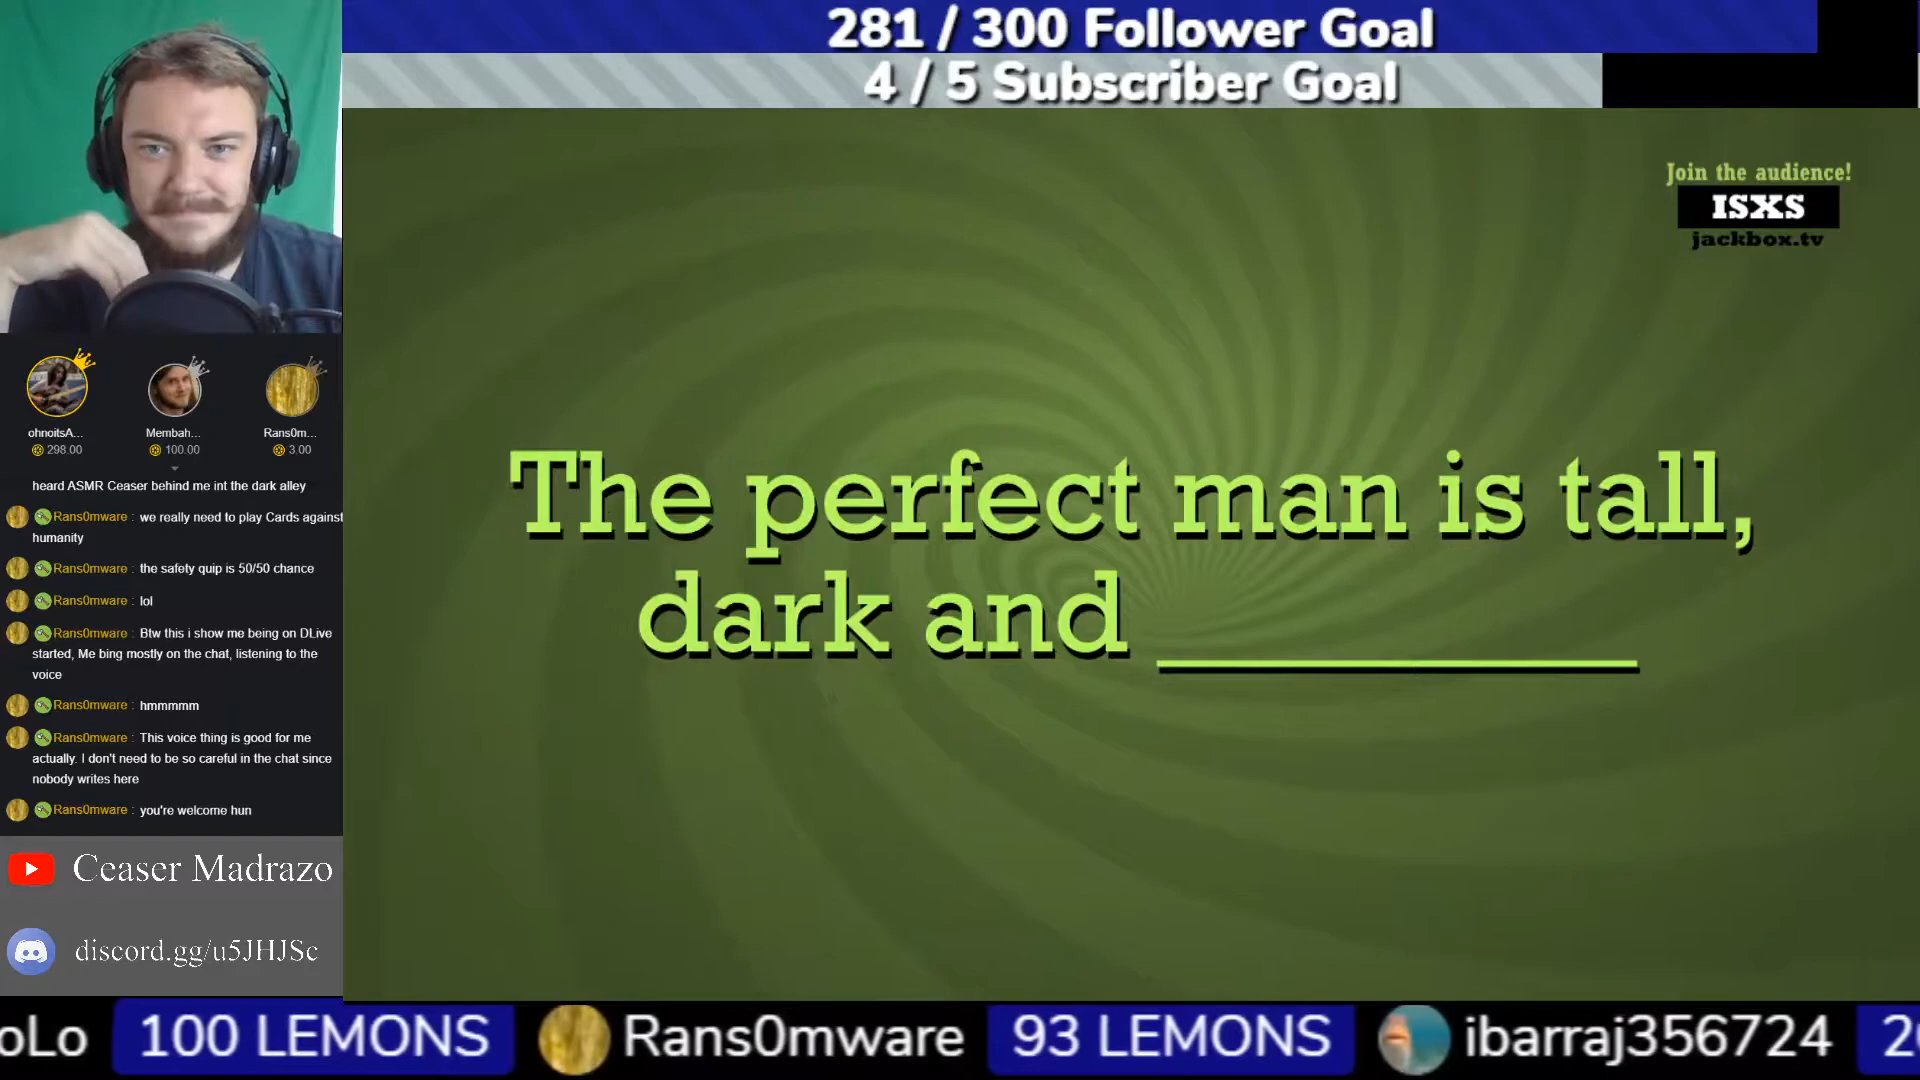 281 / 300 Follower Goal
4 / 5 Subscriber Goal
Join the audience!
ISXS
jackbox.tv
The perfect man is tall,
dark and ________
ohnoitsA...
298.00
Membah...
100.00
Rans0m...
3.00
heard ASMR Ceaser behind me int the dark alley
Rans0mware : we really need to play Cards against
humanity
Rans0mware : the safety quip is 50/50 chance
Rans0mware : lol
Rans0mware : Btw this i show me being on DLive
started, Me bing mostly on the chat, listening to the
voice
Rans0mware : hmmmmm
Rans0mware : This voice thing is good for me
actually. I don't need to be so careful in the chat since
nobody writes here
Rans0mware : you're welcome hun
Ceaser Madrazo
discord.gg/u5JHJSc
oLo 100 LEMONS Rans0mware 93 LEMONS ibarraj356724